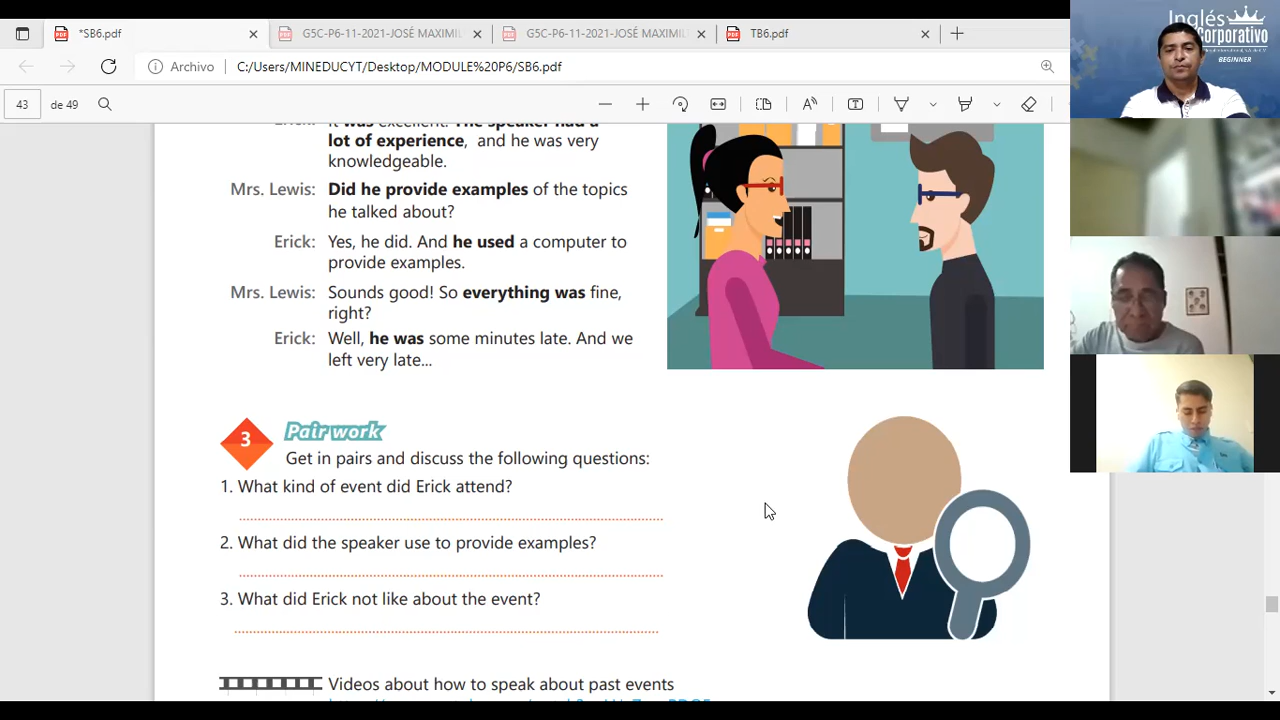 *SB6.pdf
G5C-P6-11-2021-JOSÉ MAXIMIL
G5C-P6-11-2021-JOSÉ MAXIMIL
TB6.pdf
Archivo
C:/Users/MINEDUCYT/Desktop/MODULE%20P6/SB6.pdf
43
de 49
Inglés
Corporativo
BEGINNER
lot of experience, and he was very
knowledgeable.
Mrs. Lewis: Did he provide examples of the topics
he talked about?
Erick: Yes, he did. And he used a computer to
provide examples.
Mrs. Lewis: Sounds good! So everything was fine,
right?
Erick: Well, he was some minutes late. And we
left very late...
3
Pair work
Get in pairs and discuss the following questions:
1. What kind of event did Erick attend?
2. What did the speaker use to provide examples?
3. What did Erick not like about the event?
Videos about how to speak about past events